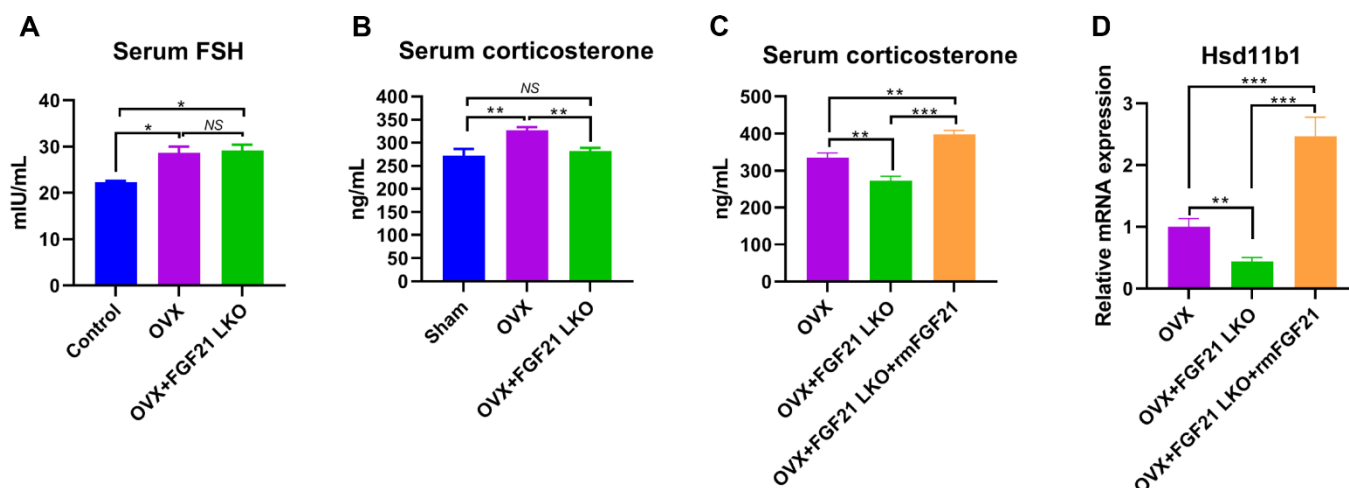 A
Serum FSH
mIU/mL
40
30
20
10
0
*
*
NS
Control
OVX
OVX+FGF21 LKO
B
Serum corticosterone
ng/mL
400
350
300
250
200
150
100
50
0
NS
**
**
Sham
OVX
OVX+FGF21 LKO
C
Serum corticosterone
ng/mL
500
400
300
200
100
0
**
***
**
OVX
OVX+FGF21 LKO
OVX+FGF21 LKO+rmFGF21
D
Hsd11b1
Relative mRNA expression
3
2
1
0
***
***
**
OVX
OVX+FGF21 LKO
OVX+FGF21 LKO+rmFGF21